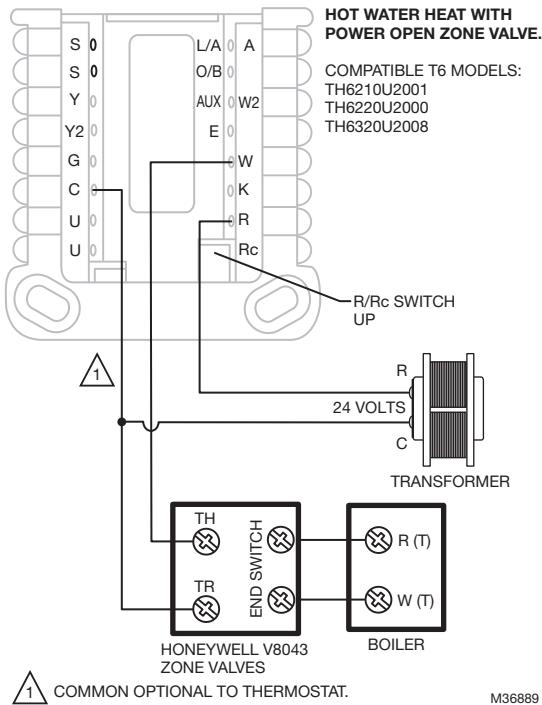 HOT WATER HEAT WITH
POWER OPEN ZONE VALVE.
COMPATIBLE T6 MODELS:
TH6210U2001
TH6220U2000
TH6320U2008
S L/A A
S O/B
Y AUX W2
Y2 E
G W
C K
U R
U Rc
R/Rc SWITCH
UP
1
R
24 VOLTS
C
TRANSFORMER
TH
TR
END SWITCH
R (T)
W (T)
HONEYWELL V8043
ZONE VALVES
BOILER
1 COMMON OPTIONAL TO THERMOSTAT.
M36889